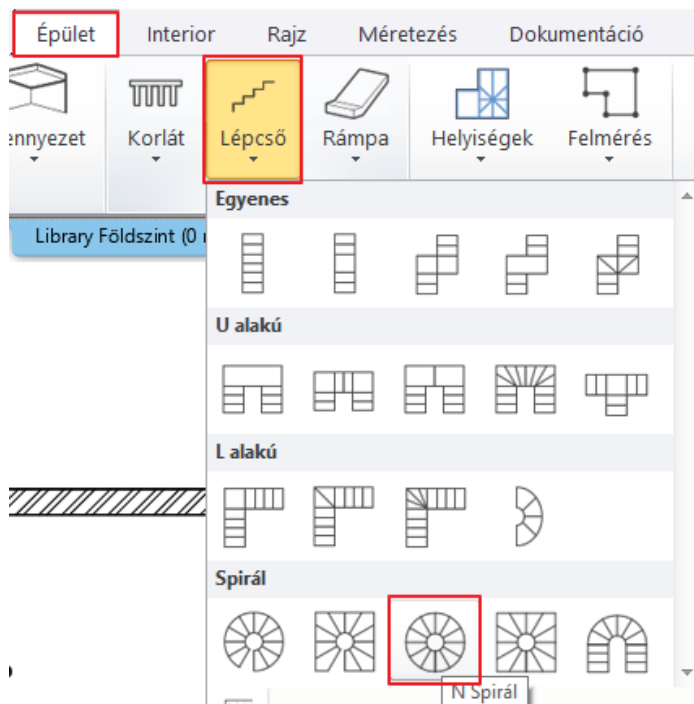 Épület Interior Rajz Méretezés Dokumentáció
ennyezet Korlát Lépcső Rámpa Helyiségek Felmérés
Egyenes
Library Földszint (0
U alakú
L alakú
Spirál
N Spirál